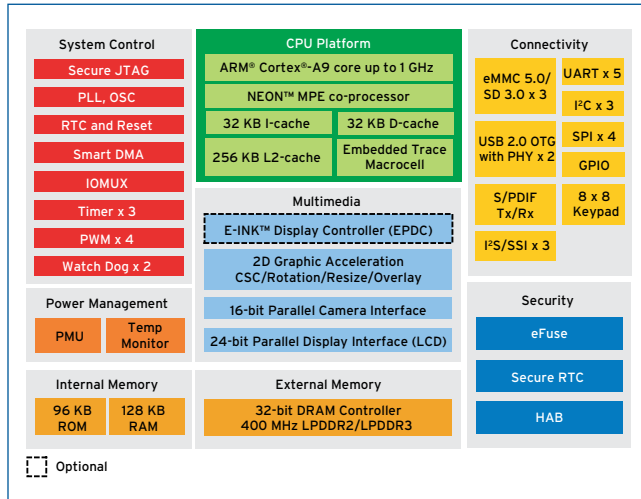 System Control
Secure JTAG
PLL, OSC
RTC and Reset
Smart DMA
IOMUX
Timer x 3
PWM x 4
Watch Dog x 2
Power Management
PMU
Temp
Monitor
Internal Memory
96 KB
ROM
128 KB
RAM
CPU Platform
ARM® Cortex®-A9 core up to 1 GHz
NEON™ MPE co-processor
32 KB I-cache
32 KB D-cache
256 KB L2-cache
Embedded Trace
Macrocell
Multimedia
E-INK™ Display Controller (EPDC)
2D Graphic Acceleration
CSC/Rotation/Resize/Overlay
16-bit Parallel Camera Interface
24-bit Parallel Display Interface (LCD)
External Memory
32-bit DRAM Controller
400 MHz LPDDR2/LPDDR3
Connectivity
eMMC 5.0/
SD 3.0 x 3
USB 2.0 OTG
with PHY x 2
S/PDIF
Tx/Rx
I²S/SSI x 3
UART x 5
I²C x 3
SPI x 4
GPIO
8 x 8
Keypad
Security
eFuse
Secure RTC
HAB
Optional